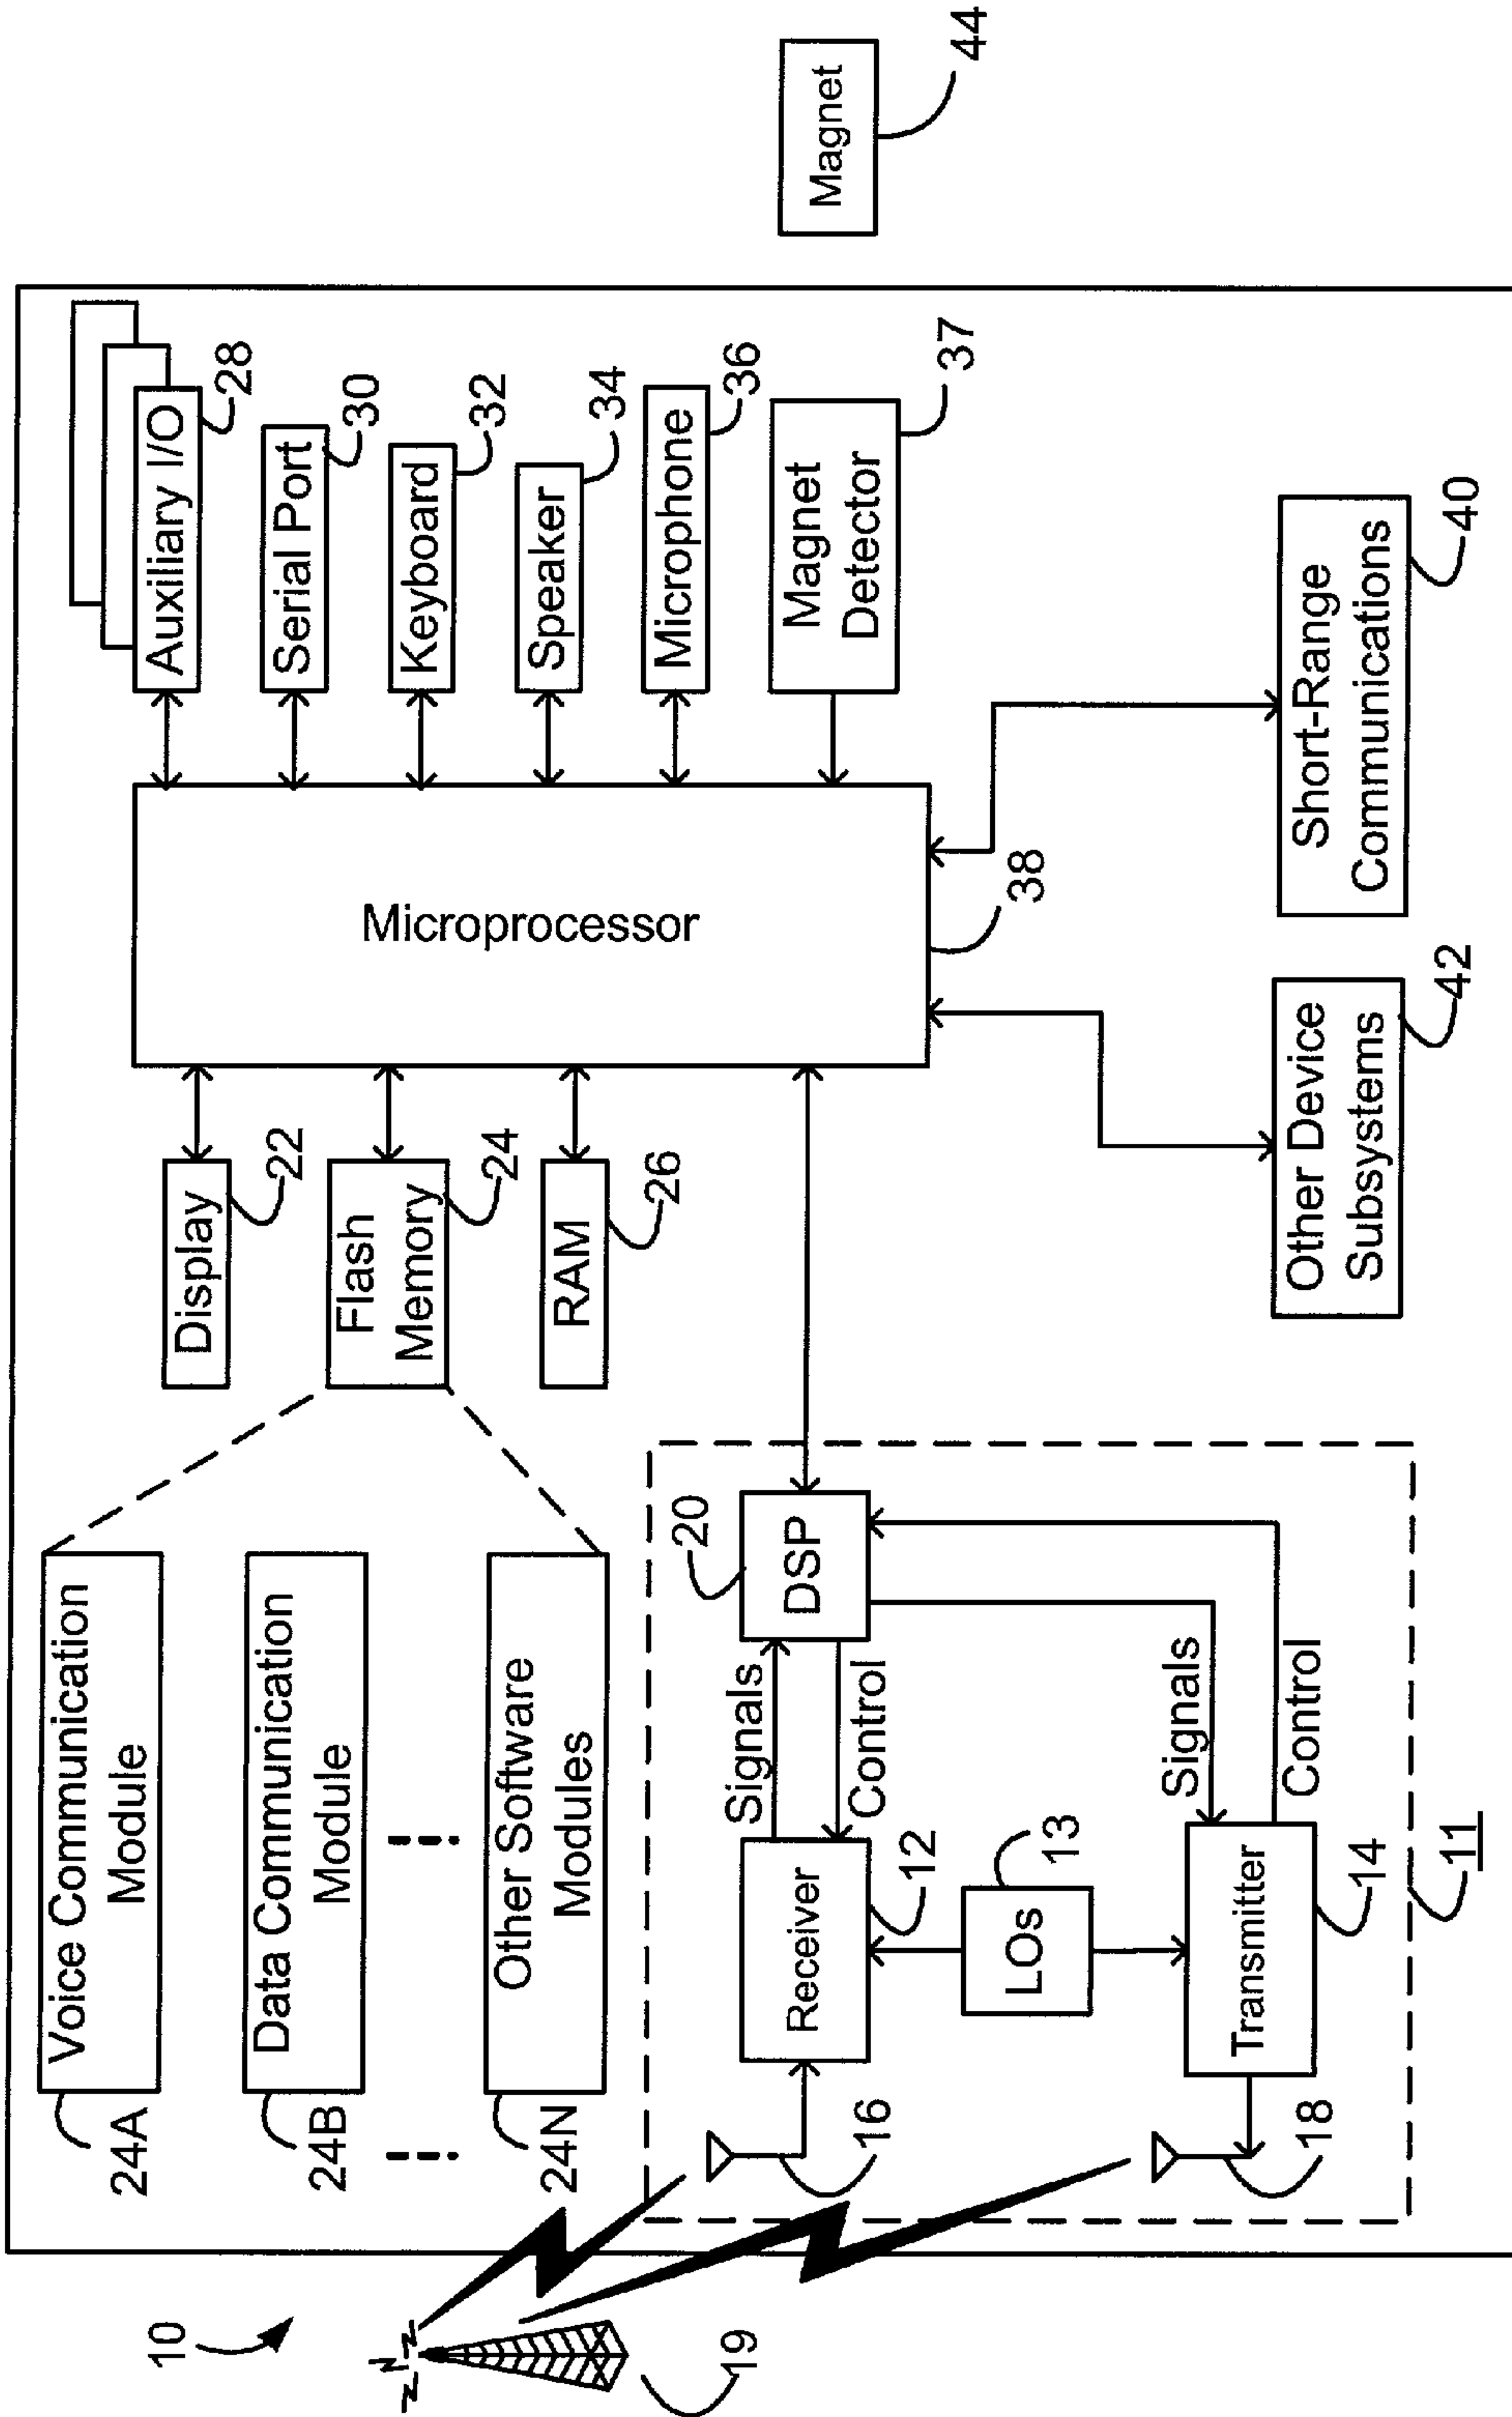 10
19
24A
Voice Communication
Module
24B
Data Communication
Module
24N
Other Software
Modules
Display
22
Flash
Memory
24
RAM
26
Microprocessor
38
Auxiliary I/O
28
Serial Port
30
Keyboard
32
Speaker
34
Microphone
36
Magnet
Detector
37
Magnet
44
16
Receiver
12
Signals
Control
DSP
20
LOs
13
18
Transmitter
14
Signals
Control
11
Other Device
Subsystems
42
Short-Range
Communications
40